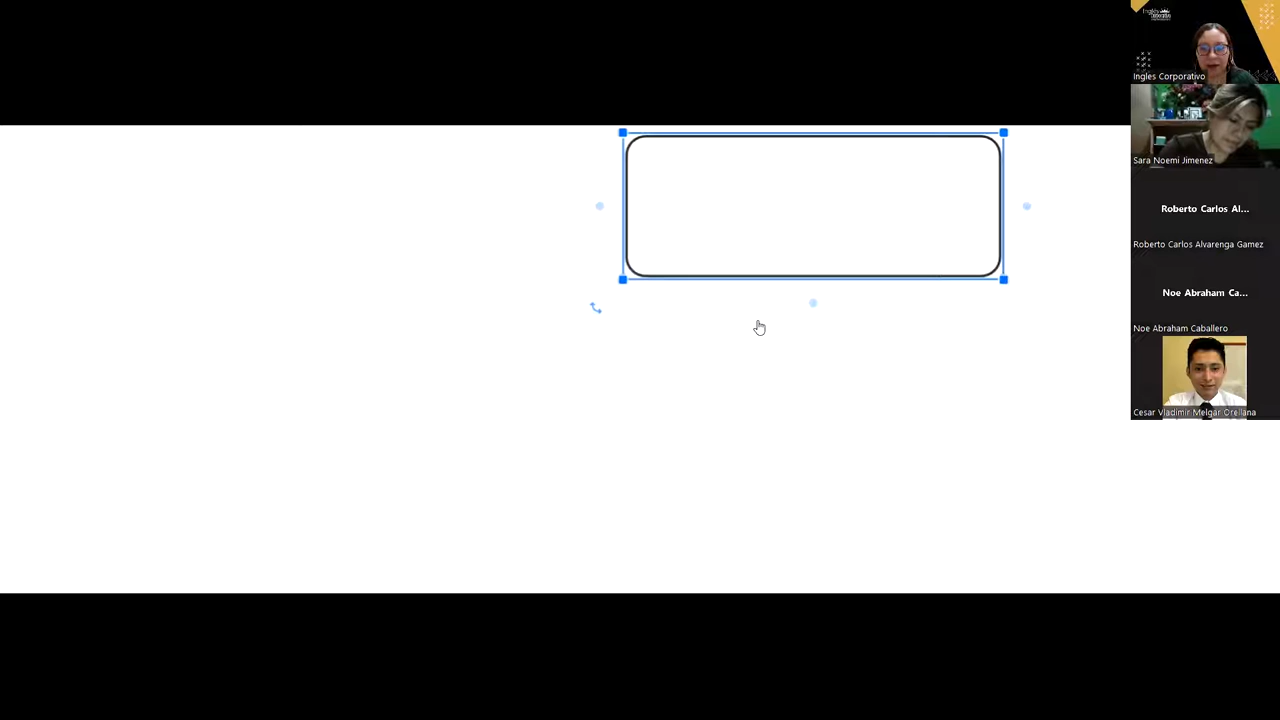 Ingles Corporativo
Sara Noemi Jimenez
Roberto Carlos Al...
Roberto Carlos Alvarenga Gamez
Noe Abraham Ca...
Noe Abraham Caballero
Cesar Vladimir Melgar Orellana